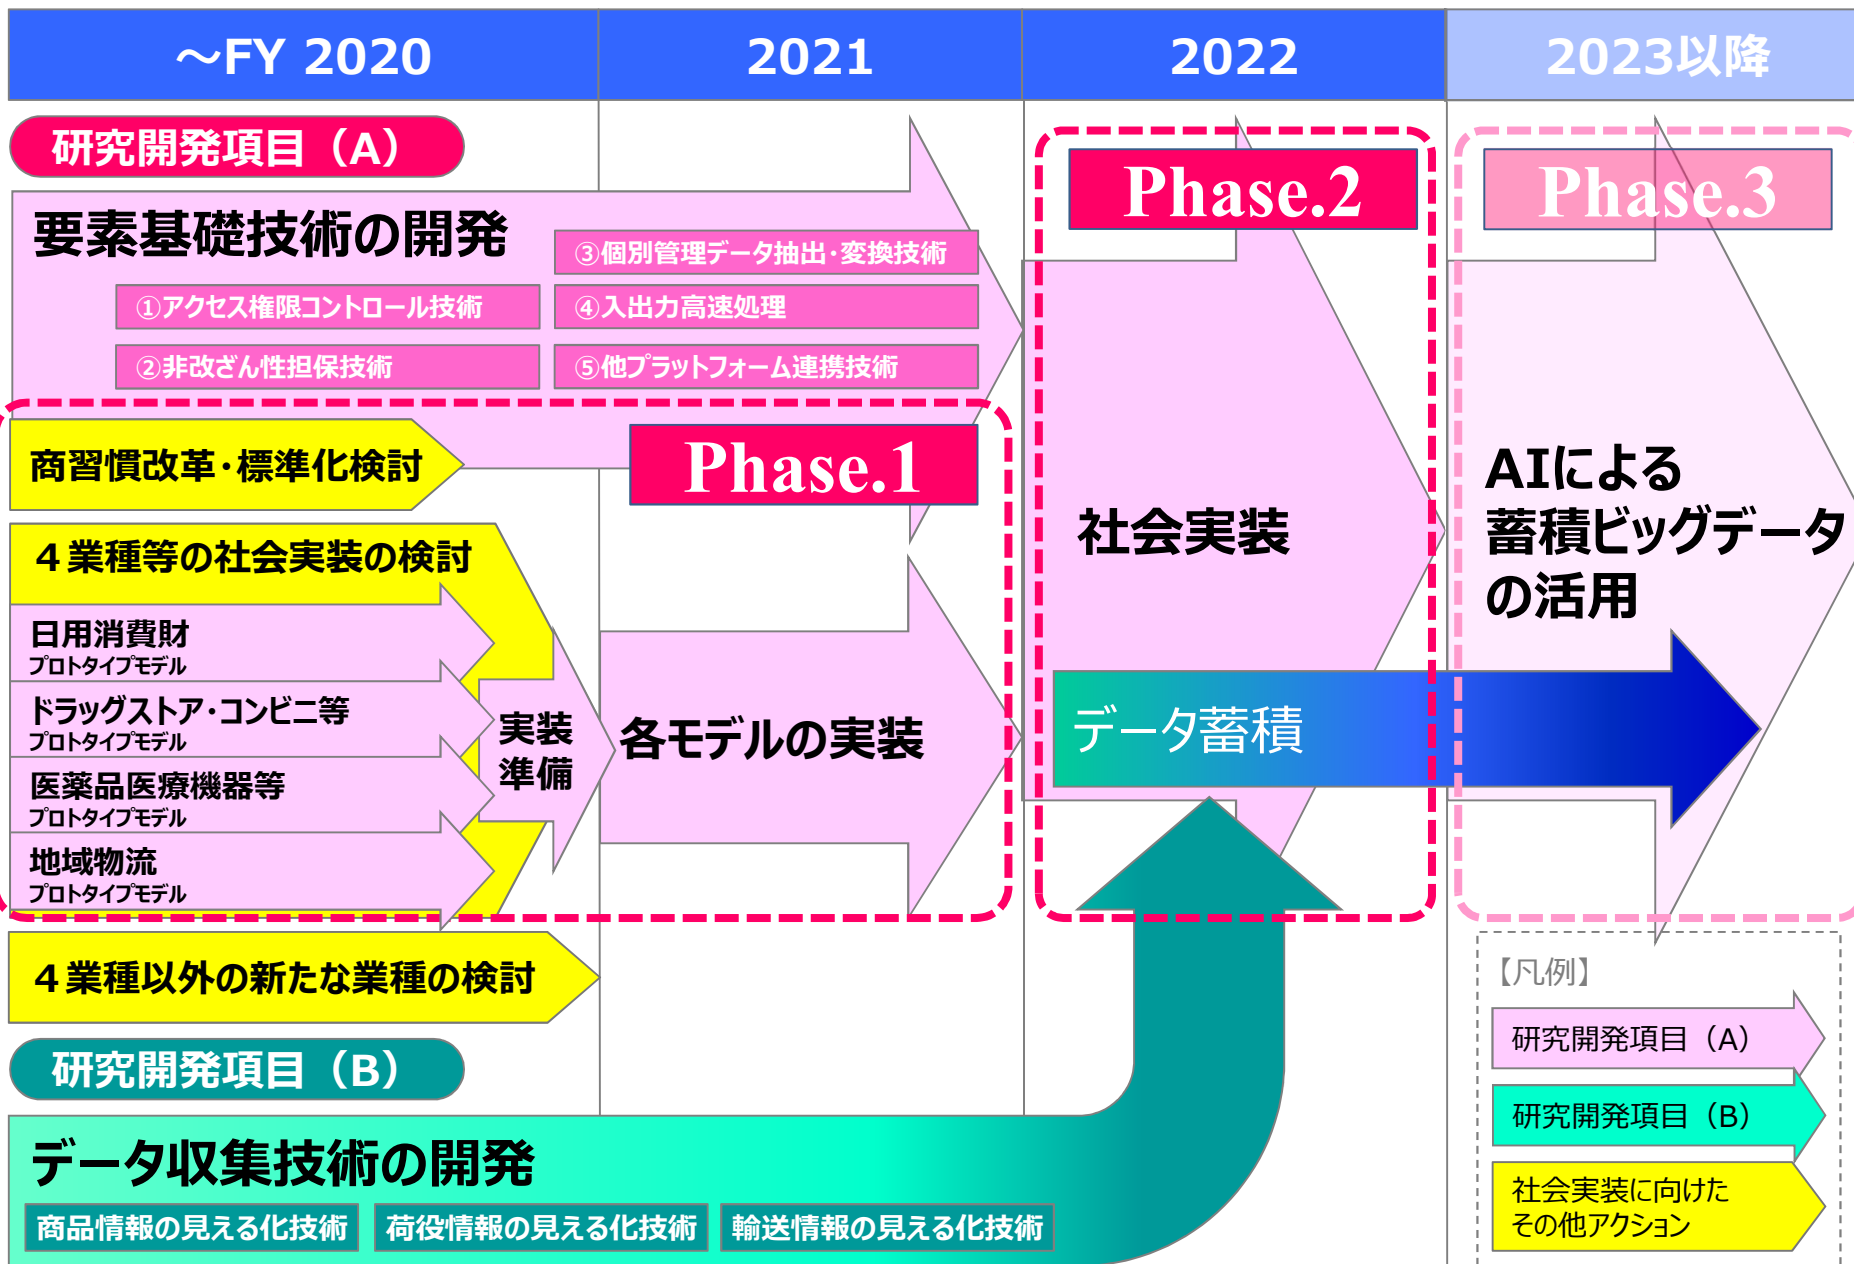 ～FY 2020
2021
2022
2023以降
研究開発項目（A）
要素基礎技術の開発
①アクセス権限コントロール技術
②非改ざん性担保技術
③個別管理データ抽出・変換技術
④入出力高速処理
⑤他プラットフォーム連携技術
Phase.1
Phase.2
Phase.3
商習慣改革・標準化検討
４業種等の社会実装の検討
日用消費財
プロトタイプモデル
ドラッグストア・コンビニ等
プロトタイプモデル
医薬品医療機器等
プロトタイプモデル
地域物流
プロトタイプモデル
実装
準備
各モデルの実装
社会実装
AIによる
蓄積ビッグデータ
の活用
データ蓄積
４業種以外の新たな業種の検討
研究開発項目（B）
データ収集技術の開発
商品情報の見える化技術
荷役情報の見える化技術
輸送情報の見える化技術
【凡例】
研究開発項目（A）
研究開発項目（B）
社会実装に向けた
その他アクション